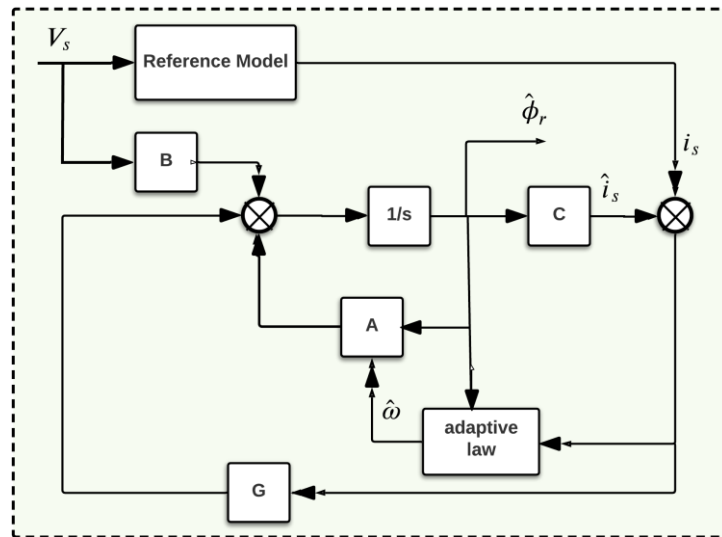 V_s
Reference Model
φ̂_r
i_s
B
î_s
1/s
C
A
ω̂
adaptive
law
G